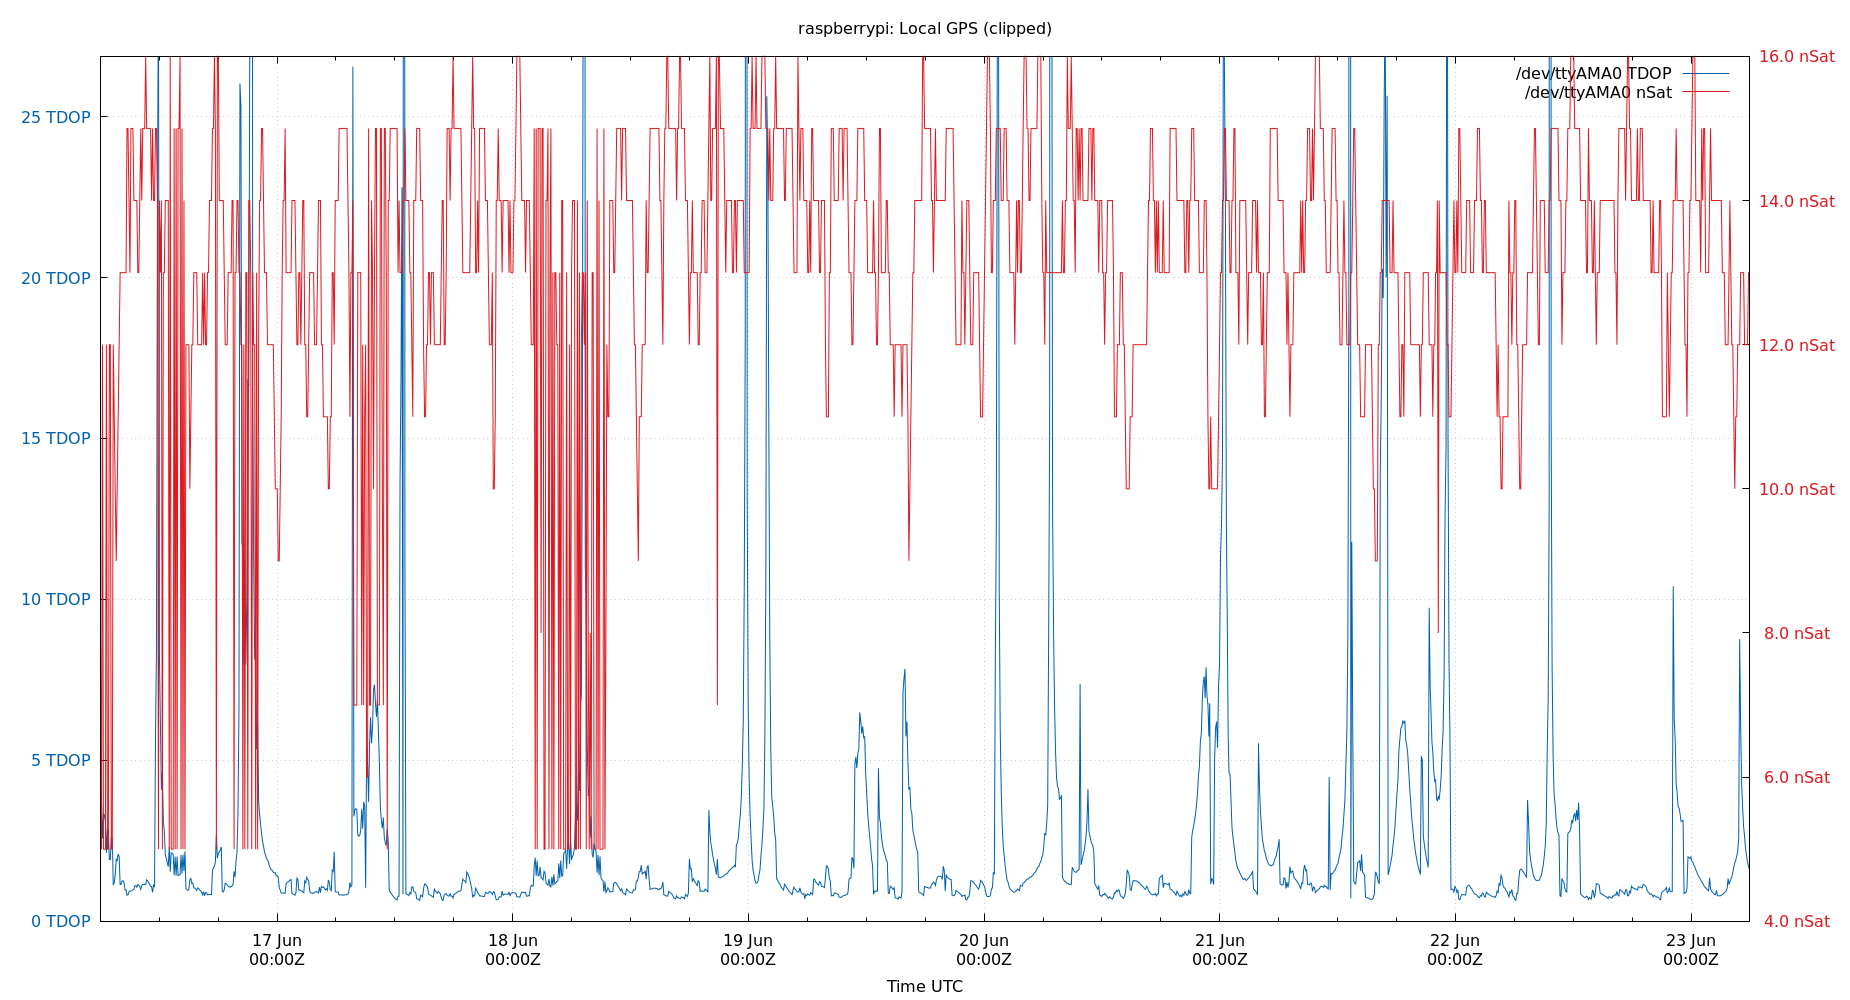 raspberrypi: Local GPS (clipped)
/dev/ttyAMA0 TDOP
/dev/ttyAMA0 nSat
25 TDOP
20 TDOP
15 TDOP
10 TDOP
5 TDOP
0 TDOP
16.0 nSat
14.0 nSat
12.0 nSat
10.0 nSat
8.0 nSat
6.0 nSat
4.0 nSat
17 Jun
00:00Z
18 Jun
00:00Z
19 Jun
00:00Z
20 Jun
00:00Z
21 Jun
00:00Z
22 Jun
00:00Z
23 Jun
00:00Z
Time UTC